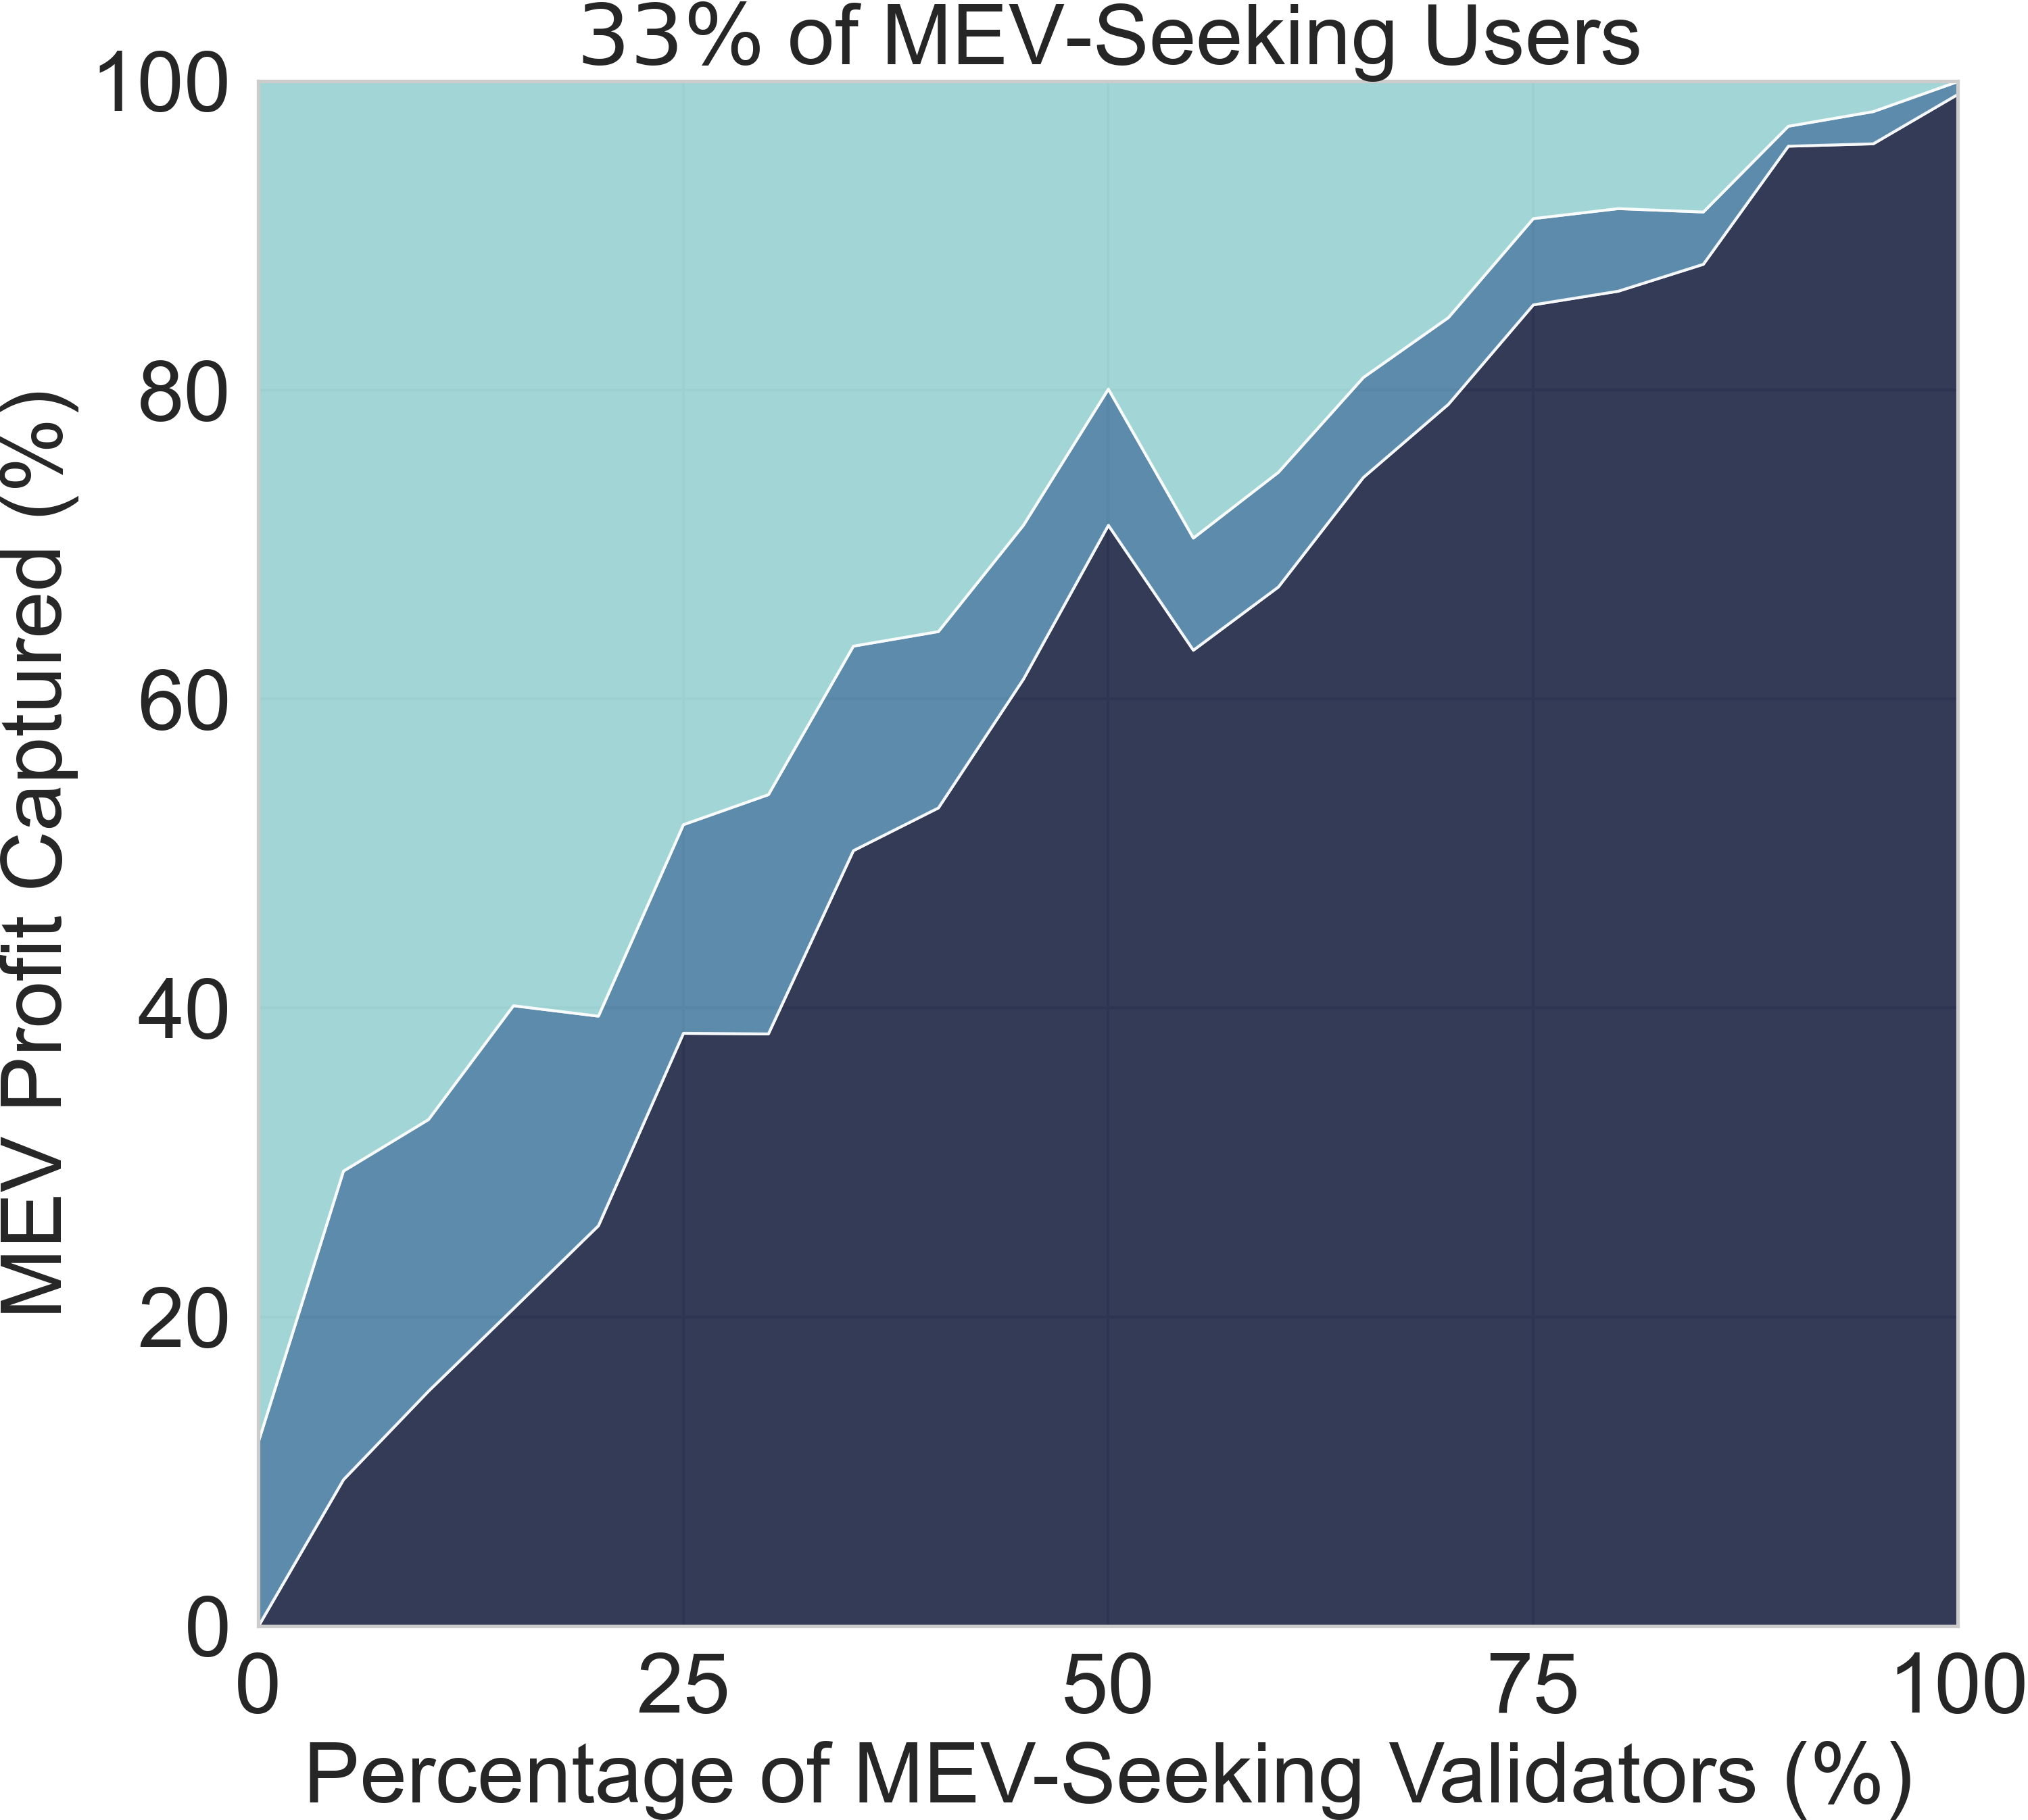 33% of MEV-Seeking Users
MEV Profit Captured (%)
100
80
60
40
20
0
0 25 50 75 100
Percentage of MEV-Seeking Validators (%)